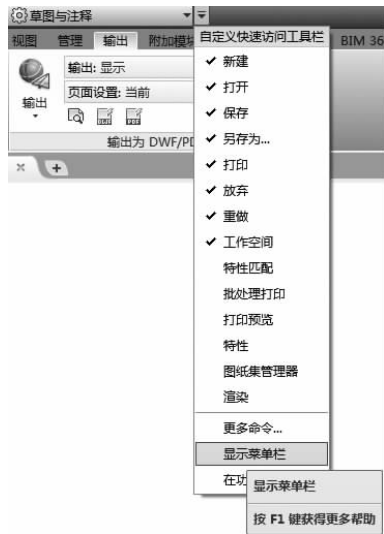 草图与注释
视图 管理 输出 附加模块
自定义快速访问工具栏
BIM 36
输出: 显示
页面设置: 当前
输出
输出为 DWF/PD
新建
打开
保存
另存为...
打印
放弃
重做
工作空间
特性匹配
批处理打印
打印预览
特性
图纸集管理器
渲染
更多命令...
显示菜单栏
在功
显示菜单栏
按 F1 键获得更多帮助